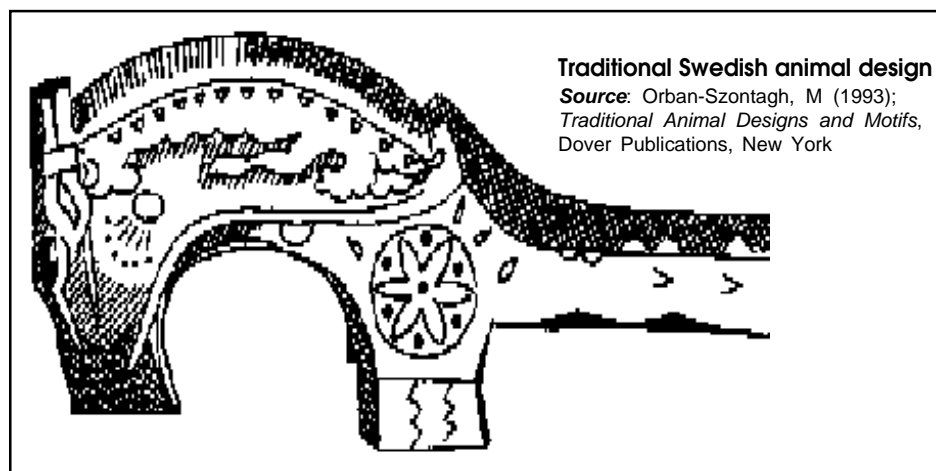 Traditional Swedish animal design
Source: Orban-Szontagh, M (1993);
Traditional Animal Designs and Motifs,
Dover Publications, New York